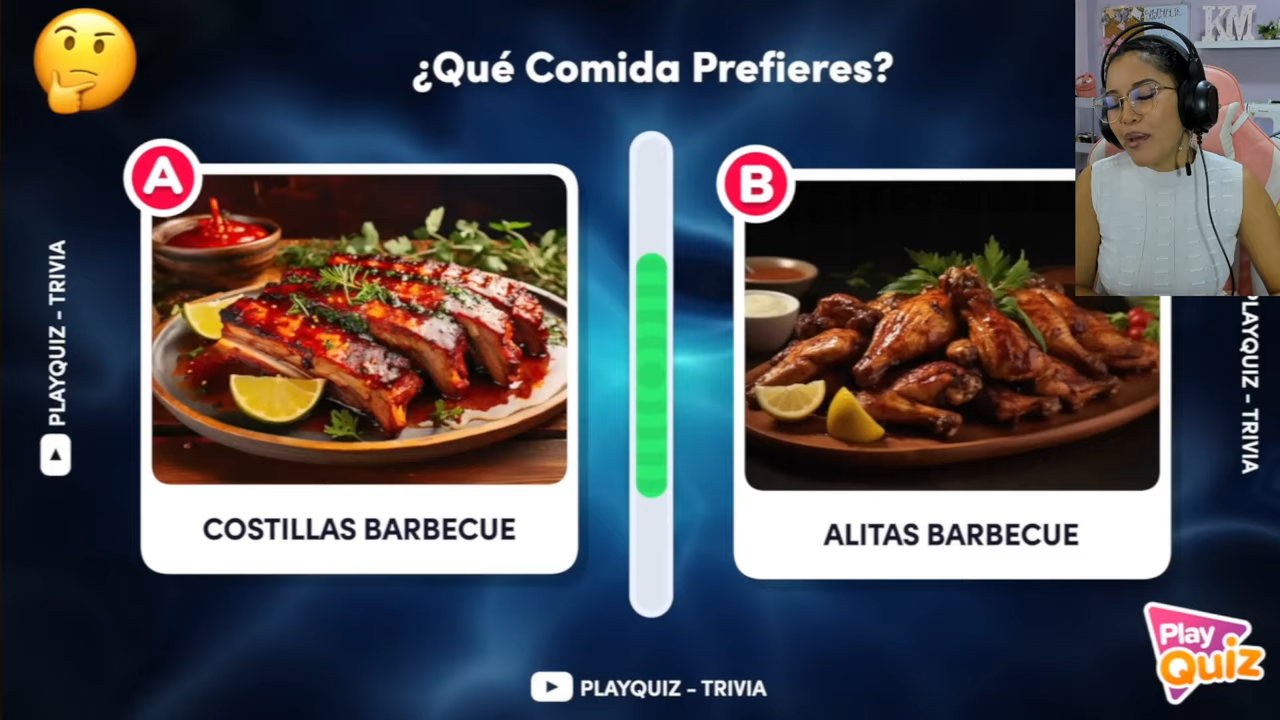 ¿Qué Comida Prefieres?
KM
A
B
PLAYQUIZ - TRIVIA
PLAYQUIZ - TRIVIA
COSTILLAS BARBECUE
ALITAS BARBECUE
Play
Quiz
PLAYQUIZ - TRIVIA